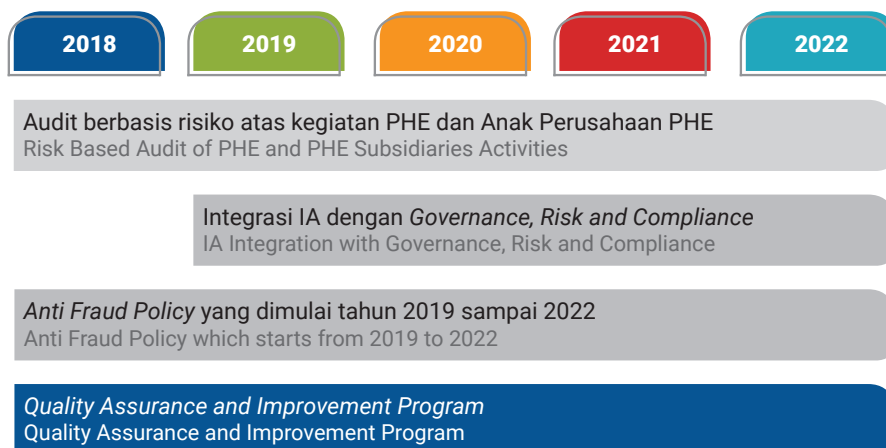 2018
2019
2020
2021
2022
Audit berbasis risiko atas kegiatan PHE dan Anak Perusahaan PHE
Risk Based Audit of PHE and PHE Subsidiaries Activities
Integrasi IA dengan Governance, Risk and Compliance
IA Integration with Governance, Risk and Compliance
Anti Fraud Policy yang dimulai tahun 2019 sampai 2022
Anti Fraud Policy which starts from 2019 to 2022
Quality Assurance and Improvement Program
Quality Assurance and Improvement Program